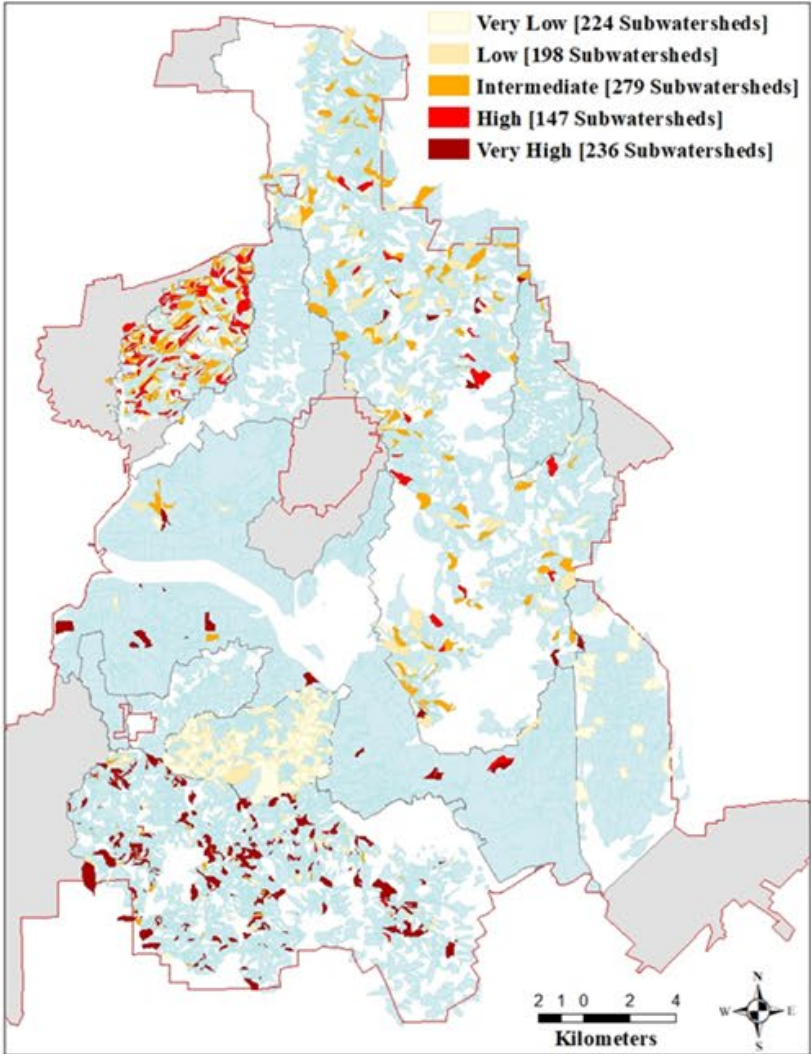 Very Low [224 Subwatersheds]
Low [198 Subwatersheds]
Intermediate [279 Subwatersheds]
High [147 Subwatersheds]
Very High [236 Subwatersheds]
N
W E
S
2 1 0 2 4
Kilometers